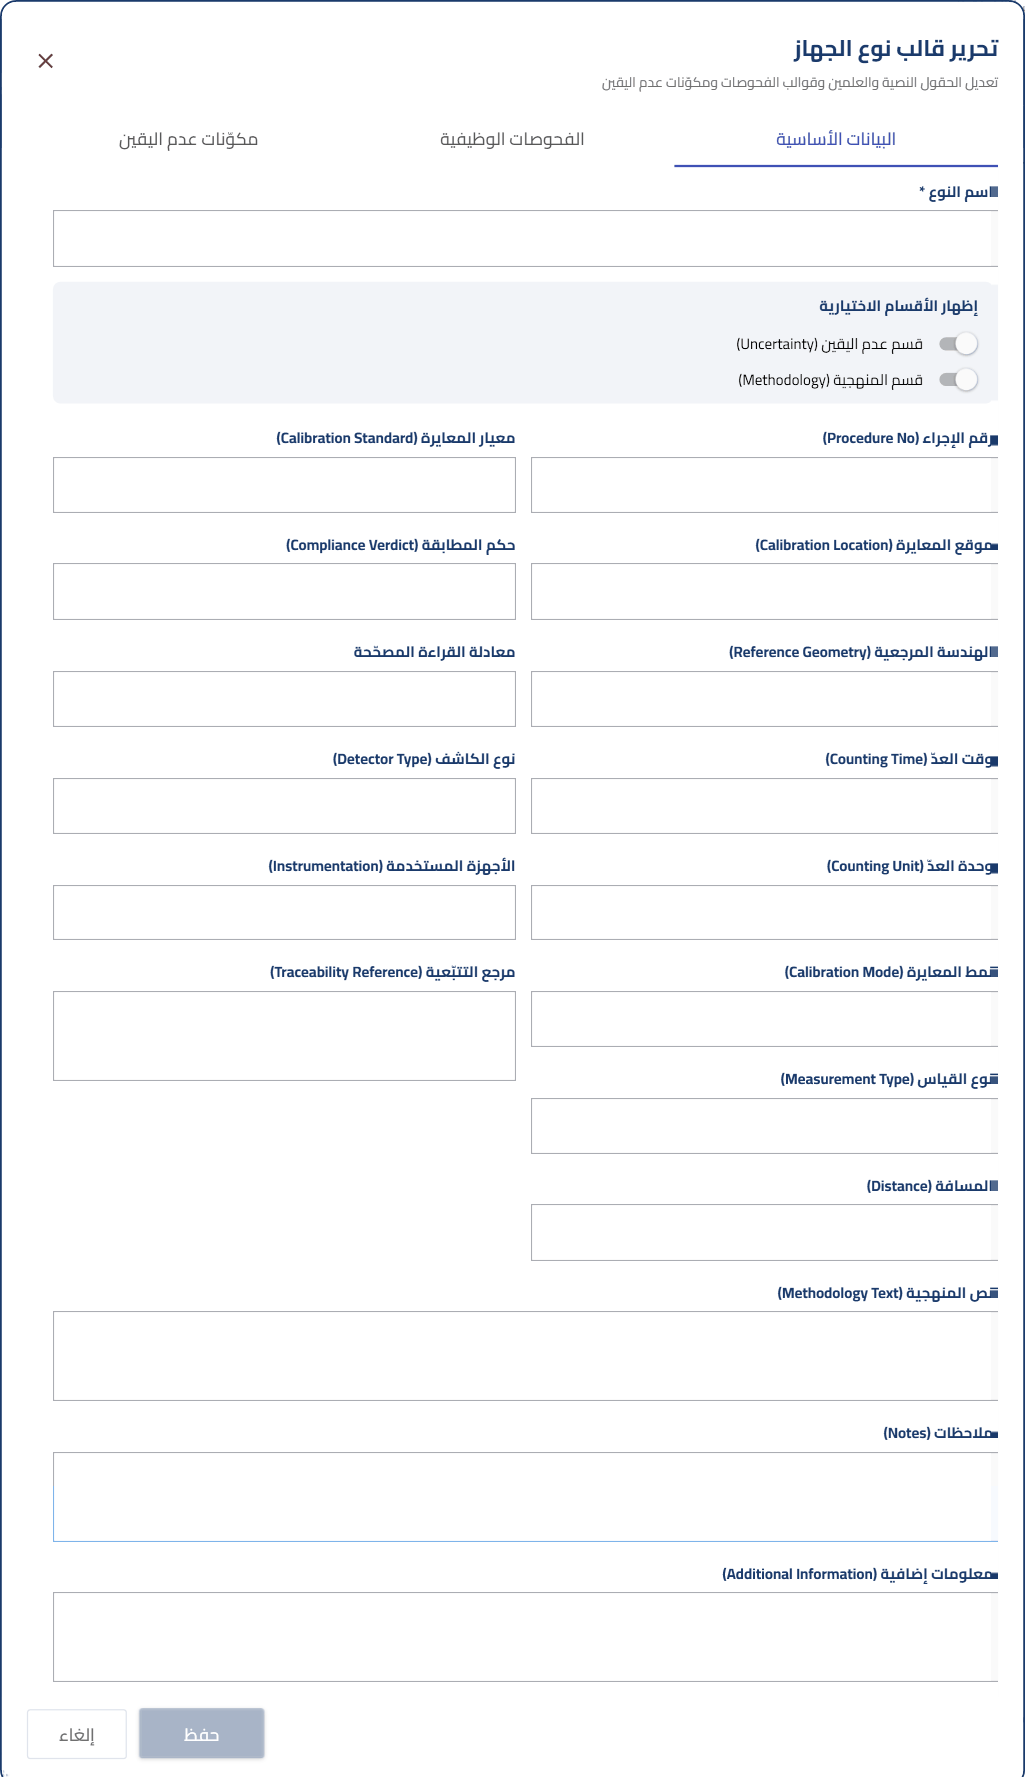 تحرير قالب نوع الجهاز
تعديل الحقول النصية والعلمين وقوالب الفحوصات ومكوّنات عدم اليقين
البيانات الأساسية
الفحوصات الوظيفية
مكوّنات عدم اليقين
اسم النوع *
إظهار الأقسام الاختيارية
قسم عدم اليقين (Uncertainty)
قسم المنهجية (Methodology)
رقم الإجراء (Procedure No)
معيار المعايرة (Calibration Standard)
موقع المعايرة (Calibration Location)
حكم المطابقة (Compliance Verdict)
الهندسة المرجعية (Reference Geometry)
معادلة القراءة المصحّحة
وقت العدّ (Counting Time)
نوع الكاشف (Detector Type)
وحدة العدّ (Counting Unit)
الأجهزة المستخدمة (Instrumentation)
نمط المعايرة (Calibration Mode)
مرجع التتبّعية (Traceability Reference)
نوع القياس (Measurement Type)
المسافة (Distance)
نص المنهجية (Methodology Text)
ملاحظات (Notes)
معلومات إضافية (Additional Information)
حفظ
إلغاء